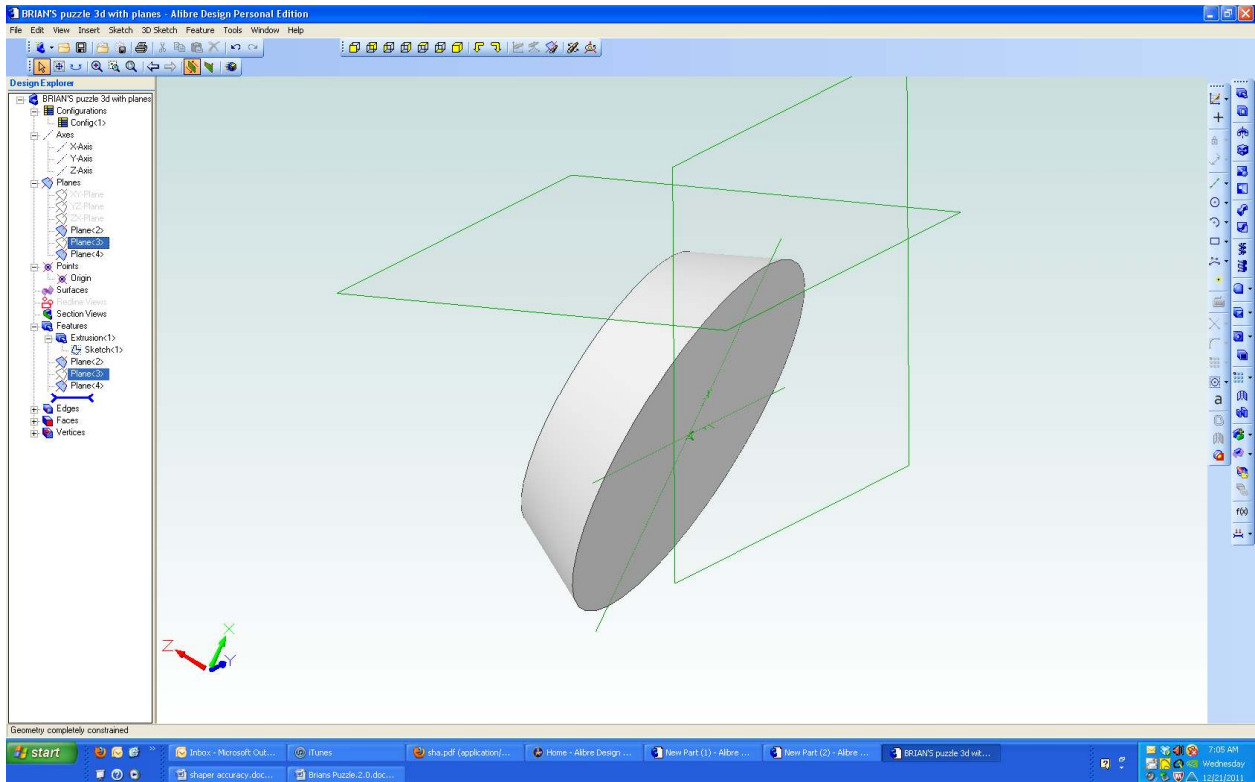 BRIAN'S puzzle 3d with planes - Alibre Design Personal Edition
File Edit View Insert Sketch 3D Sketch Feature Tools Window Help
Design Explorer
BRIAN'S puzzle 3d with planes
Configurations
Config<1>
Axes
X-Axis
Y-Axis
Z-Axis
Planes
XY-Plane
YZ-Plane
ZX-Plane
Plane<2>
Plane<3>
Plane<4>
Points
Origin
Surfaces
Redline Views
Section Views
Features
Extrusion<1>
Sketch<1>
Plane<2>
Plane<3>
Plane<4>
Edges
Faces
Vertices
a
f(x)
X
Z
Y
Geometry completely constrained
start
Inbox - Microsoft Out...
iTunes
sha.pdf (application/...
Home - Alibre Design ...
New Part (1) - Alibre ...
New Part (2) - Alibre ...
BRIAN'S puzzle 3d wit...
7:05 AM
shaper accuracy.doc...
Brians Puzzle.2.0.doc...
Wednesday
12/21/2011